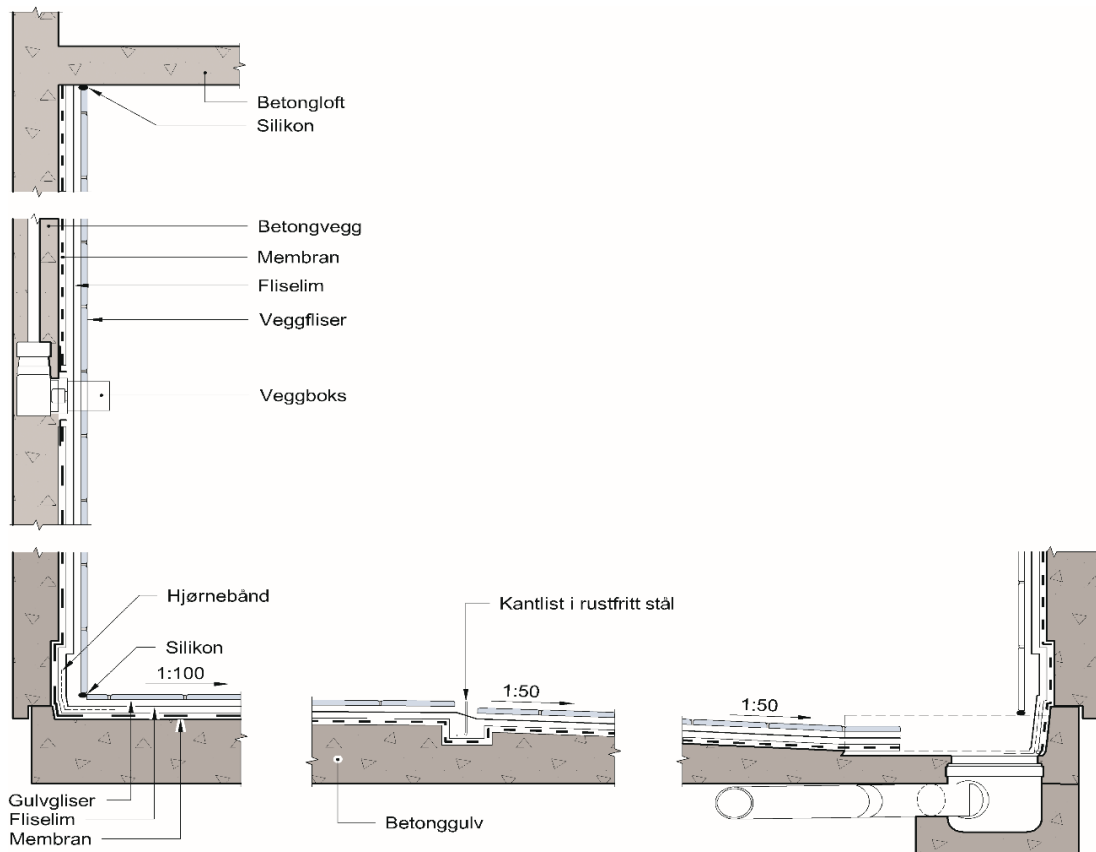 Betongloft
Silikon
Betongvegg
Membran
Fliselim
Veggfliser
Veggboks
Hjørnebånd
Silikon
1:100
Kantlist i rustfritt stål
1:50
1:50
Gulvgliser
Fliselim
Membran
Betonggulv